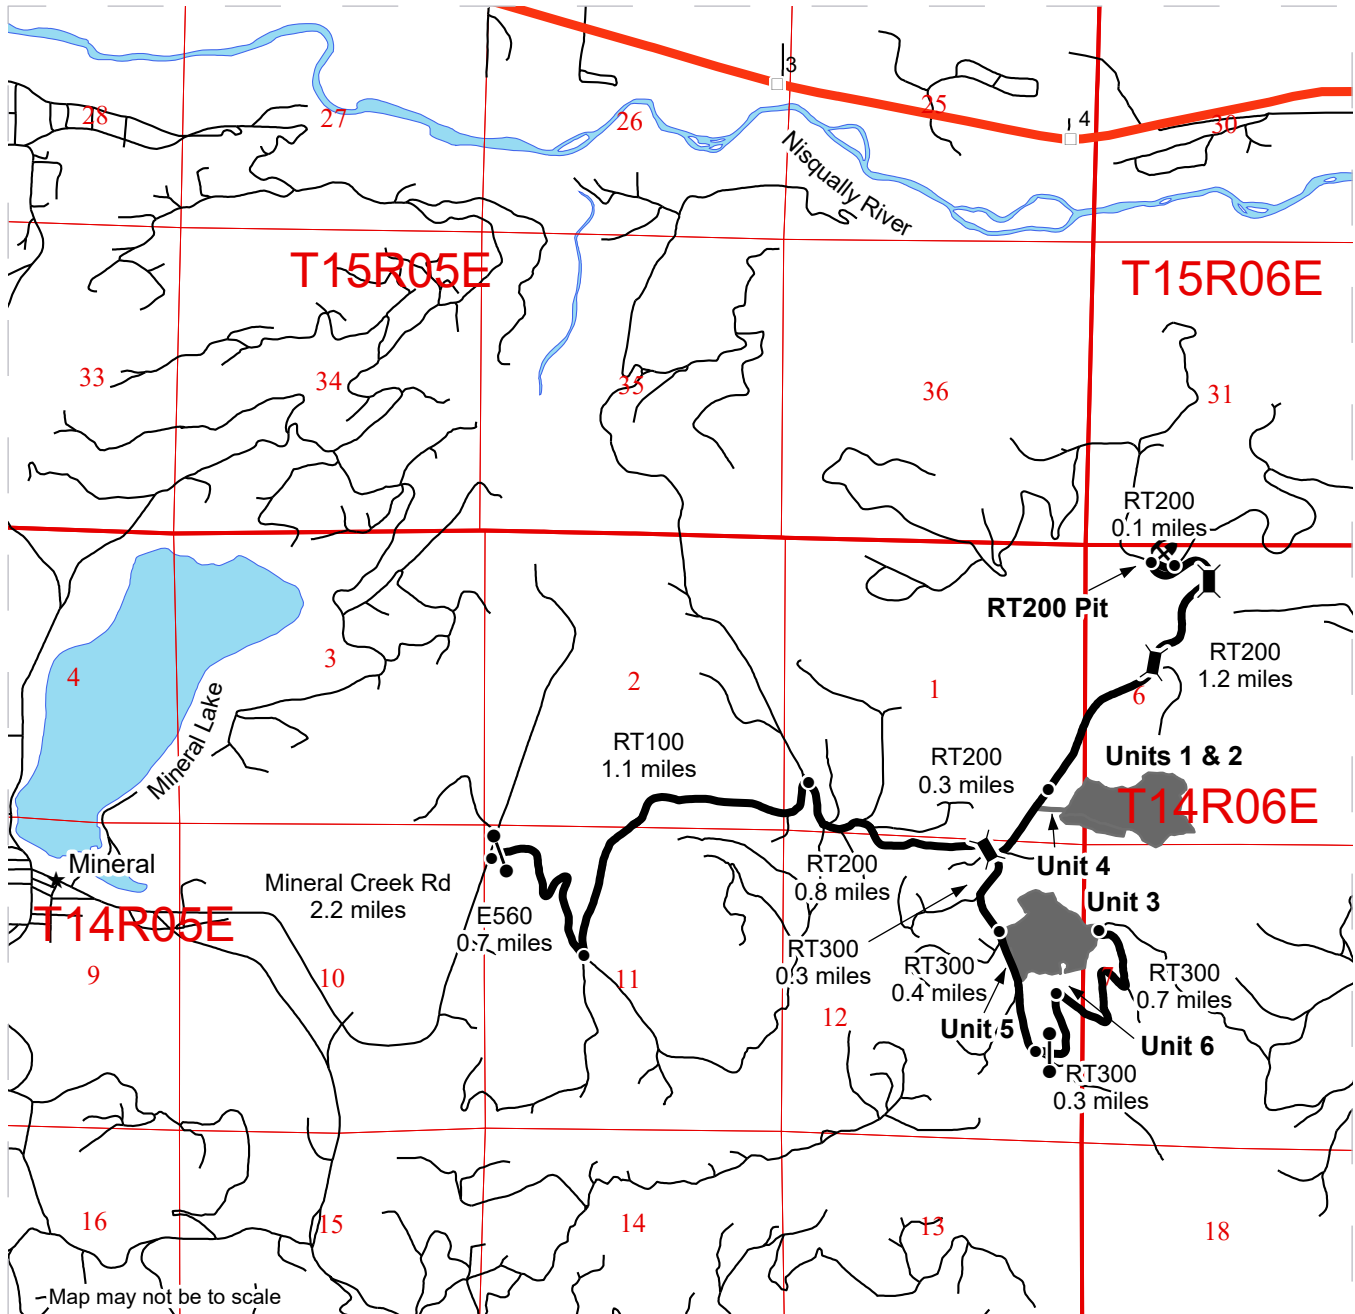 3
4
28
27
26
25
30
Nisqually River
T15R05E
T15R06E
33
34
35
36
31
RT200
0.1 miles
RT200 Pit
4
3
2
1
6
RT200
1.2 miles
Mineral Lake
RT100
1.1 miles
RT200
0.3 miles
Units 1 & 2
T14R06E
Mineral
Unit 4
RT200
0.8 miles
Mineral Creek Rd
2.2 miles
E560
0.7 miles
T14R05E
Unit 3
RT300
0.3 miles
RT300
0.4 miles
RT300
0.7 miles
9
10
11
12
7
Unit 5
Unit 6
RT300
0.3 miles
16
15
14
13
18
Map may not be to scale